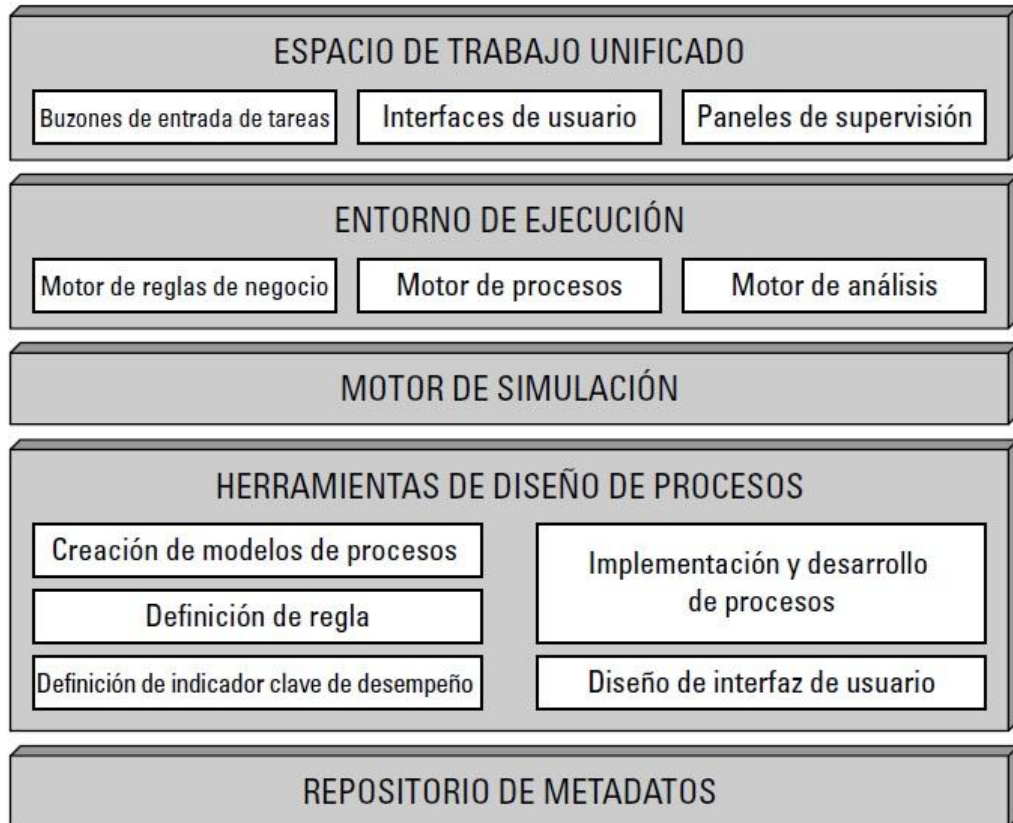 ESPACIO DE TRABAJO UNIFICADO
Buzones de entrada de tareas
Interfaces de usuario
Paneles de supervisión
ENTORNO DE EJECUCIÓN
Motor de reglas de negocio
Motor de procesos
Motor de análisis
MOTOR DE SIMULACIÓN
HERRAMIENTAS DE DISEÑO DE PROCESOS
Creación de modelos de procesos
Definición de regla
Definición de indicador clave de desempeño
Implementación y desarrollo
de procesos
Diseño de interfaz de usuario
REPOSITORIO DE METADATOS